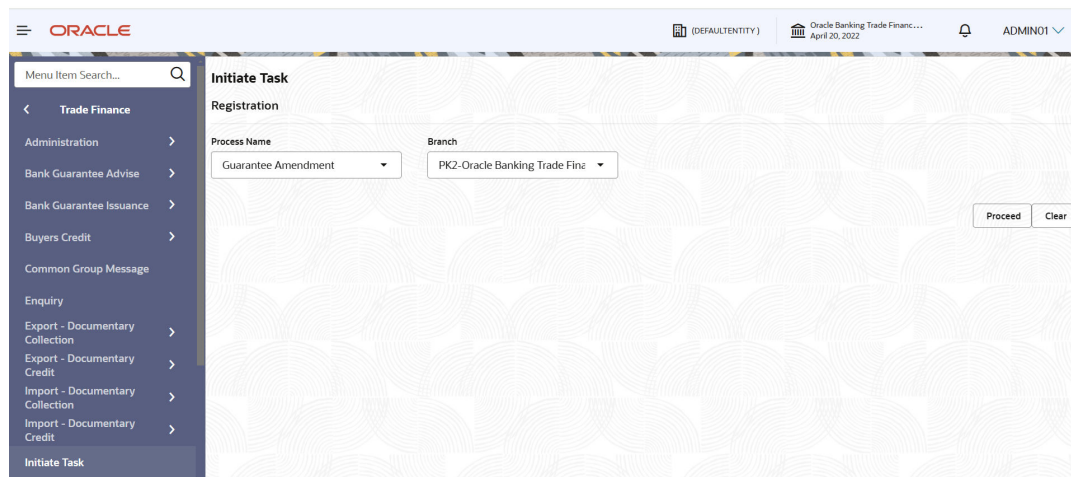 ORACLE
(DEFAULTENTITY)
Oracle Banking Trade Financ...
April 20, 2022
ADMIN01
Menu Item Search...
Trade Finance
Administration
Bank Guarantee Advise
Bank Guarantee Issuance
Buyers Credit
Common Group Message
Enquiry
Export - Documentary
Collection
Export - Documentary
Credit
Import - Documentary
Collection
Import - Documentary
Credit
Initiate Task
Initiate Task
Registration
Process Name
Branch
Guarantee Amendment
PK2-Oracle Banking Trade Fina
Proceed
Clear